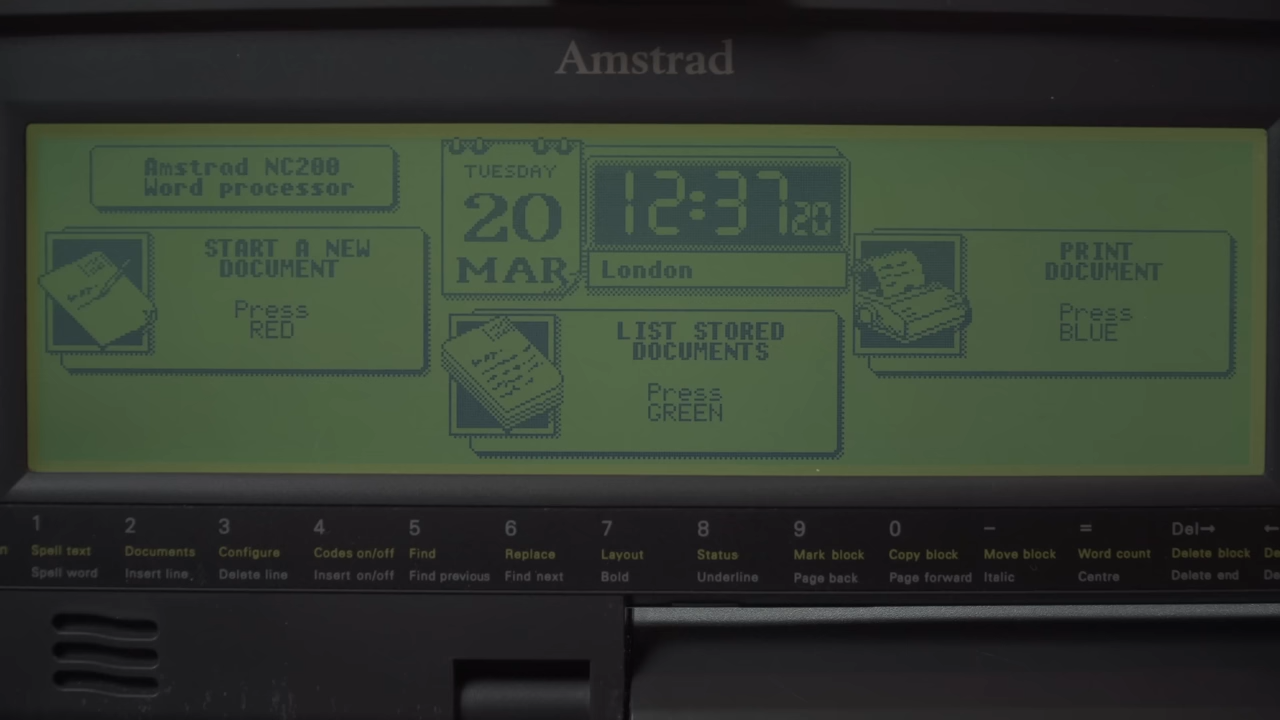 Amstrad
Amstrad NC200
Word processor
TUESDAY
20
MAR
12:37 20
London
START A NEW
DOCUMENT
Press
RED
LIST STORED
DOCUMENTS
Press
GREEN
PRINT
DOCUMENT
Press
BLUE
1 2 3 4 5 6 7 8 9 0 − = Del→ ←
Spell text Documents Configure Codes on/off Find Replace Layout Status Mark block Copy block Move block Word count Delete block
Spell word Insert line Delete line Insert on/off Find previous Find next Bold Underline Page back Page forward Italic Centre Delete end